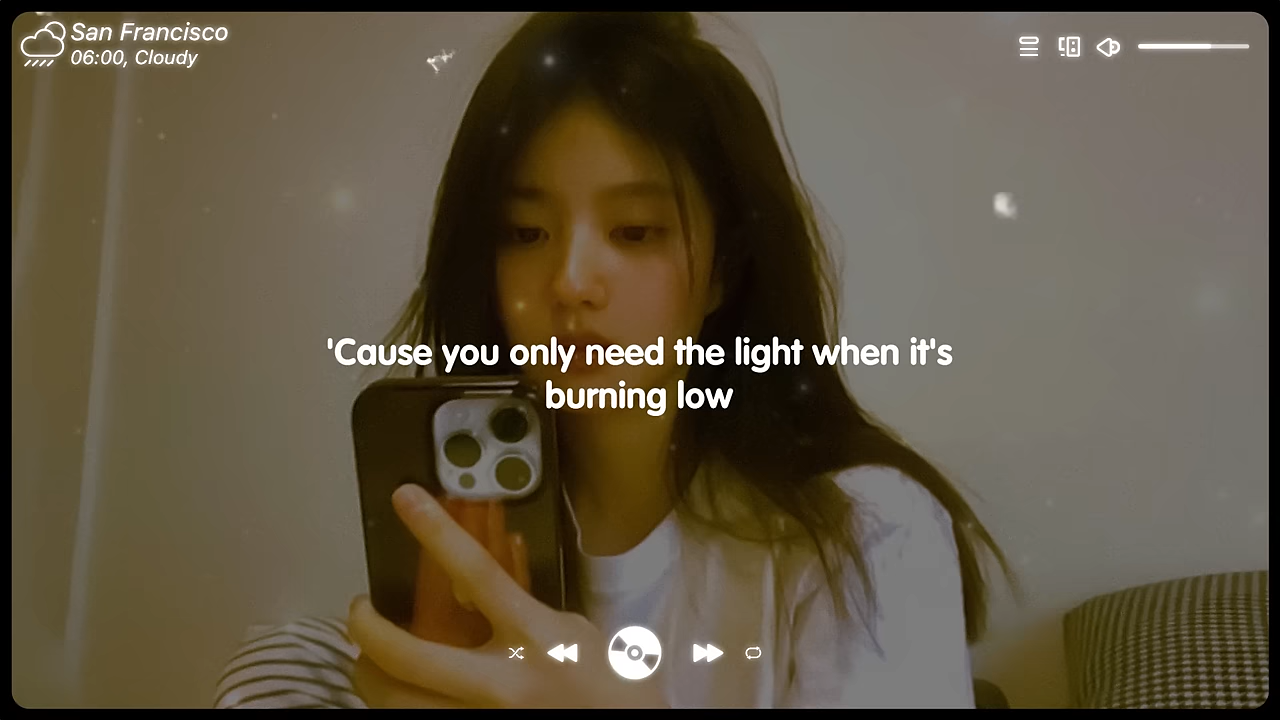 San Francisco
06:00, Cloudy
'Cause you only need the light when it's
burning low